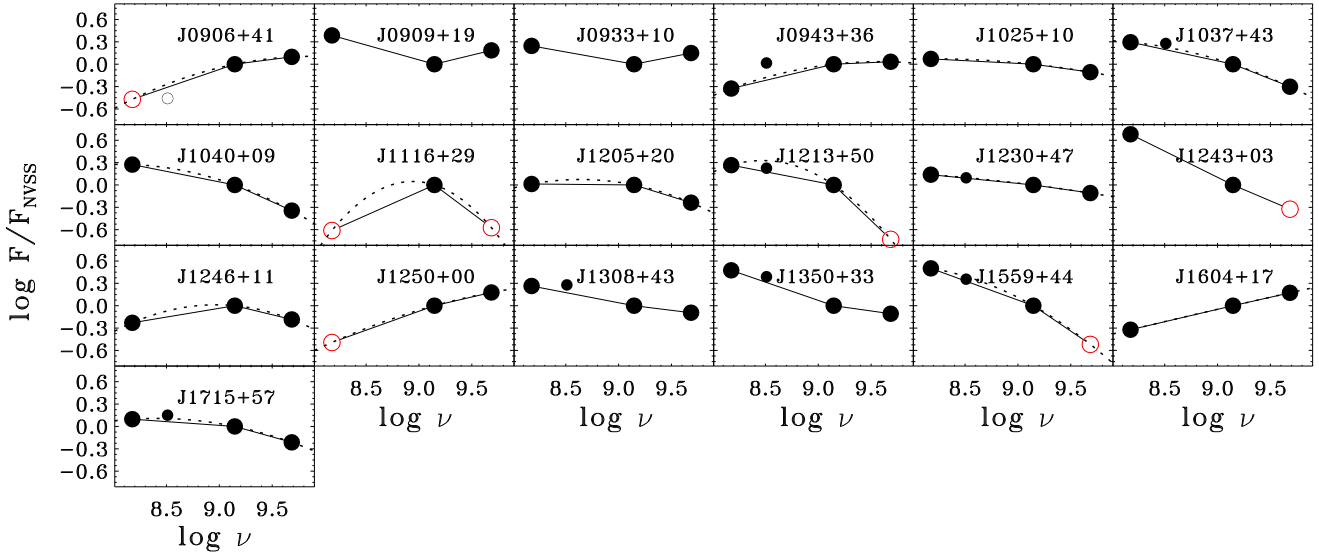 0.6
0.3
0.0
−0.3
−0.6
J0906+41
J0909+19
J0933+10
J0943+36
J1025+10
J1037+43
0.6
0.3
0.0
−0.3
−0.6
J1040+09
J1116+29
J1205+20
J1213+50
J1230+47
J1243+03
log F/F_NVSS
0.6
0.3
0.0
−0.3
−0.6
J1246+11
J1250+00
J1308+43
J1350+33
J1559+44
J1604+17
8.5 9.0 9.5
8.5 9.0 9.5
8.5 9.0 9.5
8.5 9.0 9.5
8.5 9.0 9.5
log ν
log ν
log ν
log ν
log ν
0.6
0.3
0.0
−0.3
−0.6
J1715+57
8.5 9.0 9.5
log ν